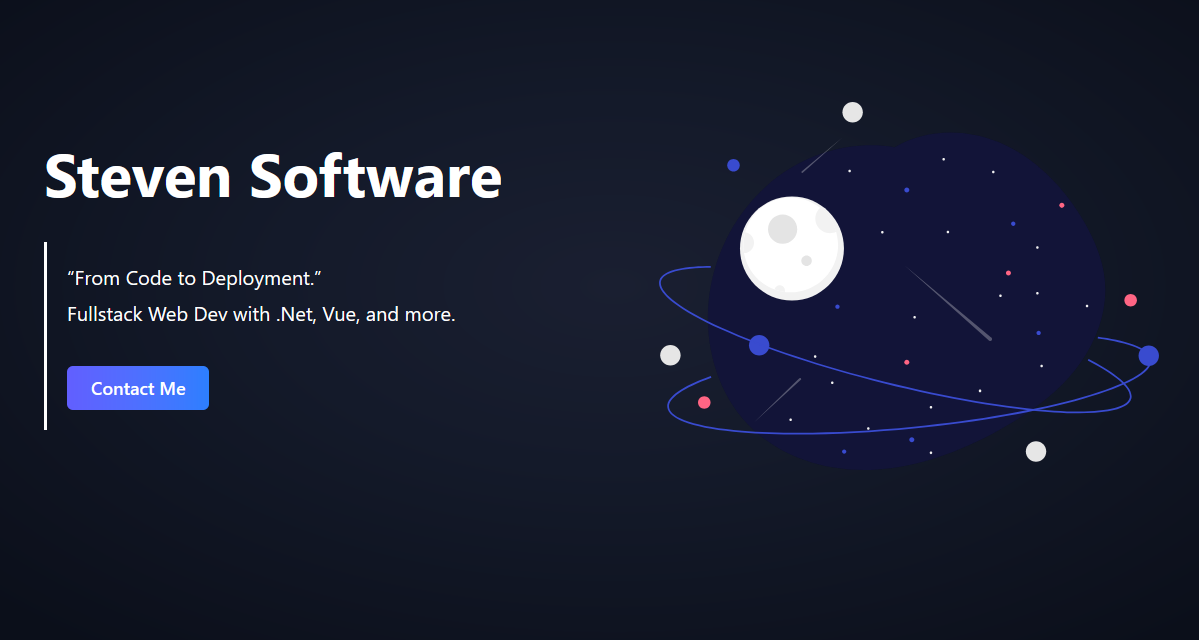 Steven Software
“From Code to Deployment.”
Fullstack Web Dev with .Net, Vue, and more.
Contact Me